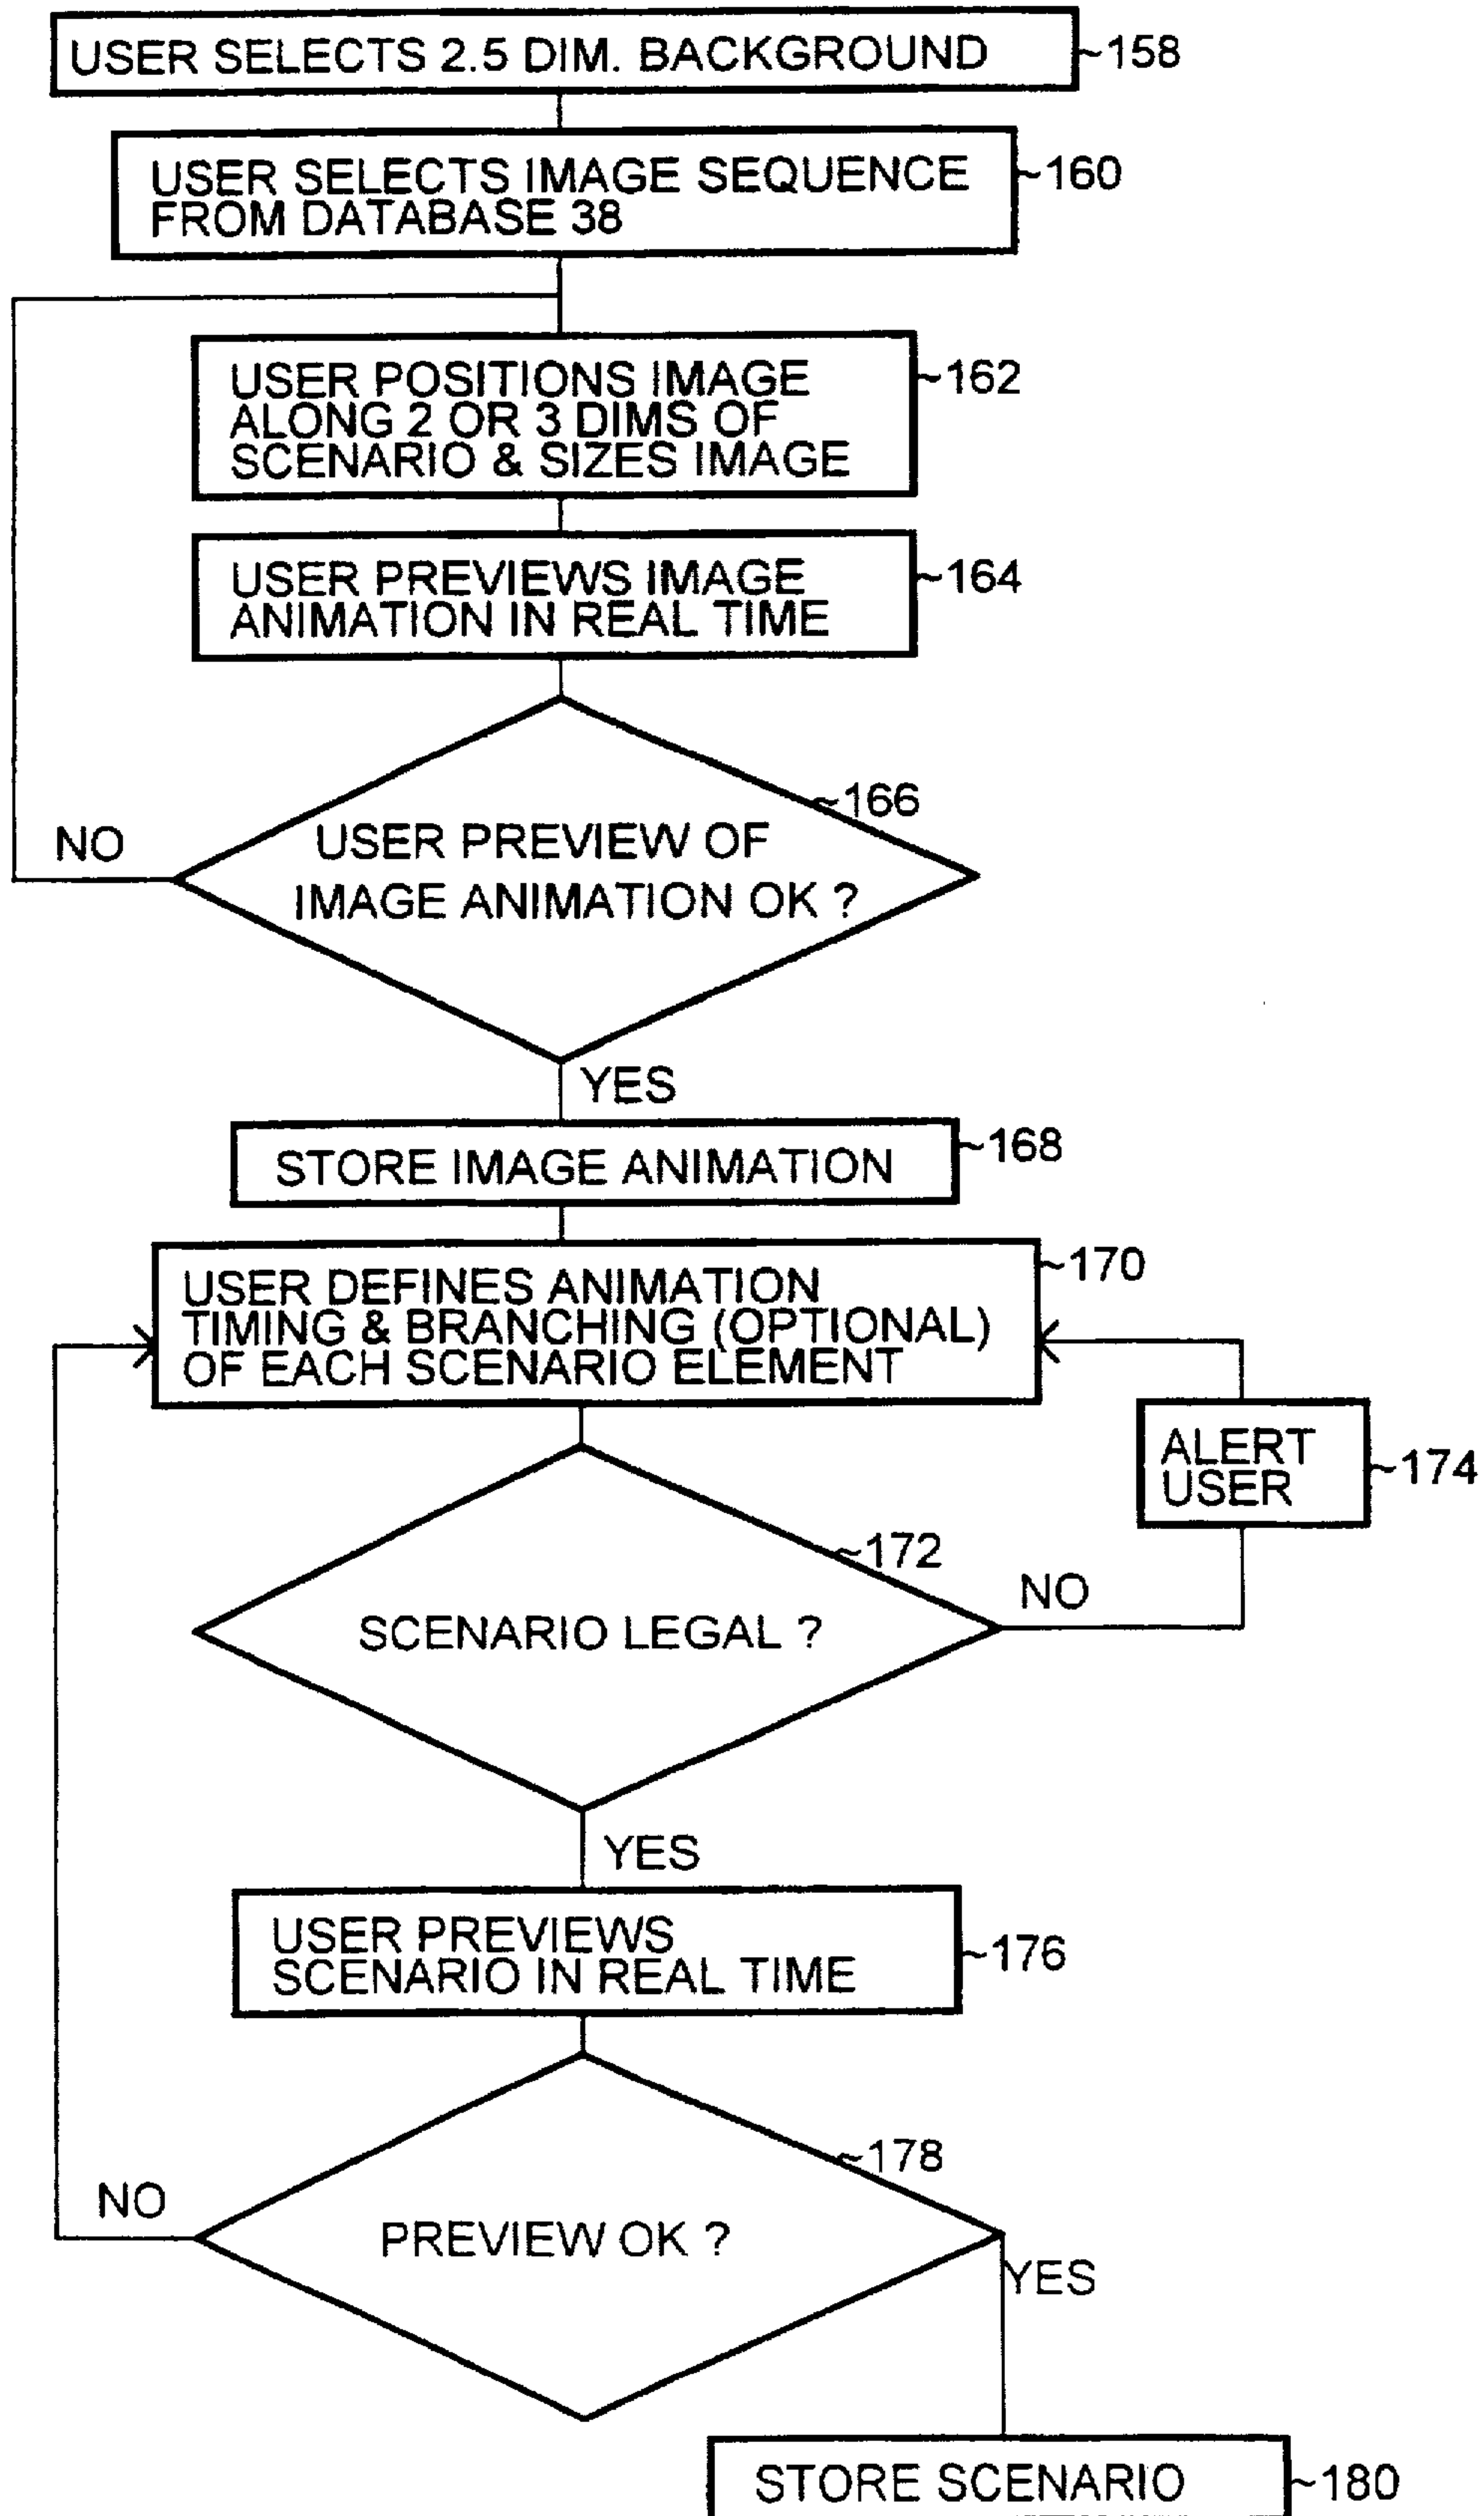 USER SELECTS 2.5 DIM. BACKGROUND
~158
USER SELECTS IMAGE SEQUENCE
FROM DATABASE 38
~160
USER POSITIONS IMAGE
ALONG 2 OR 3 DIMS OF
SCENARIO & SIZES IMAGE
~162
USER PREVIEWS IMAGE
ANIMATION IN REAL TIME
~164
~166
USER PREVIEW OF
IMAGE ANIMATION OK ?
NO
YES
STORE IMAGE ANIMATION
~168
USER DEFINES ANIMATION
TIMING & BRANCHING (OPTIONAL)
OF EACH SCENARIO ELEMENT
~170
ALERT
USER
~174
~172
SCENARIO LEGAL ?
NO
YES
USER PREVIEWS
SCENARIO IN REAL TIME
~176
~178
PREVIEW OK ?
NO
YES
STORE SCENARIO
~180